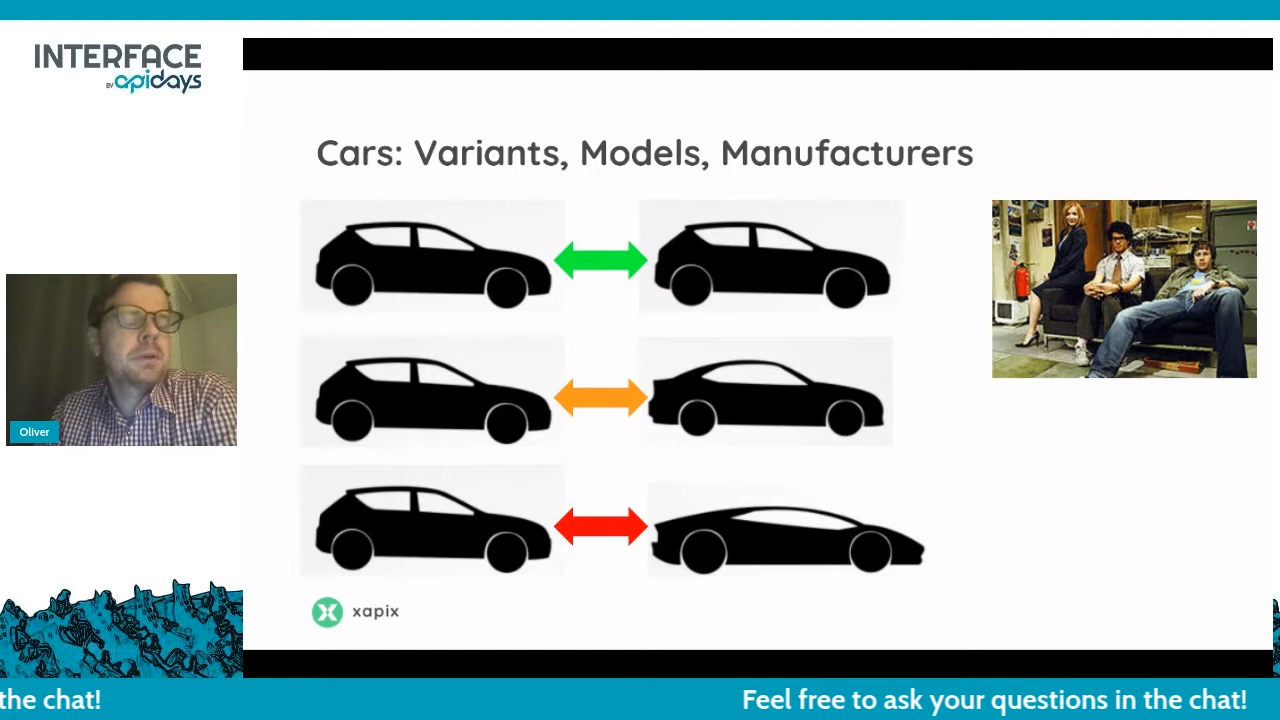 INTERFACE
BY apidays
Cars: Variants, Models, Manufacturers
Oliver
xapix
the chat!
Feel free to ask your questions in the chat!